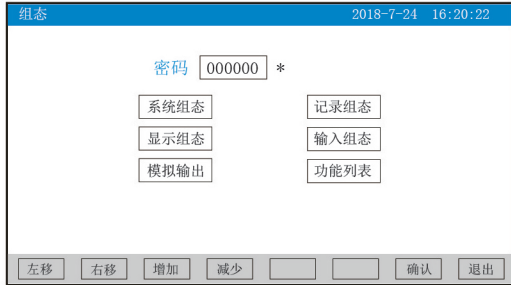 组态 2018-7-24 16:20:22
密码 000000 *
系统组态 记录组态
显示组态 输入组态
模拟输出 功能列表
左移 右移 增加 减少 确认 退出